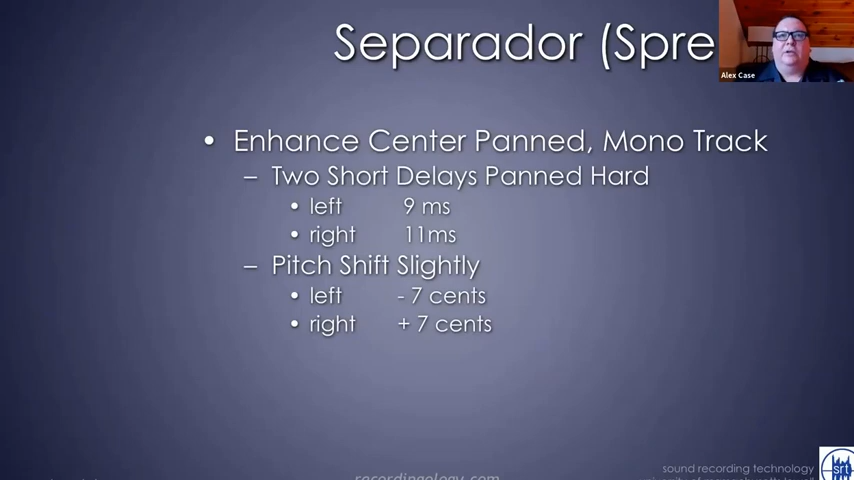 Separador (Spre
Alex Case
• Enhance Center Panned, Mono Track
– Two Short Delays Panned Hard
• left 9 ms
• right 11ms
– Pitch Shift Slightly
• left - 7 cents
• right + 7 cents
recordingology.com
sound recording technology
srt